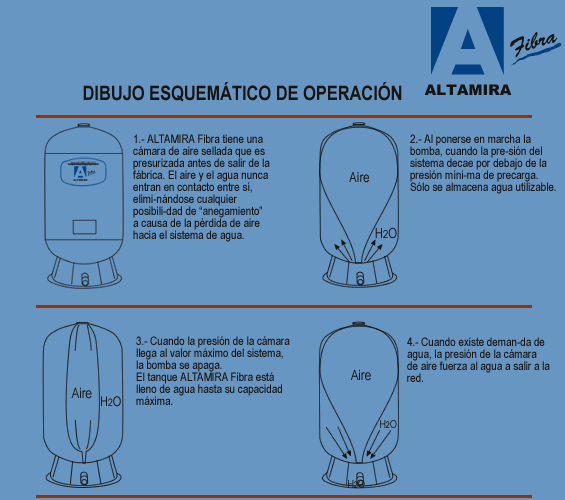 ALTAMIRA
Fibra
DIBUJO ESQUEMÁTICO DE OPERACIÓN
1.- ALTAMIRA Fibra tiene una
cámara de aire sellada que es
presurizada antes de salir de la
fábrica. El aire y el agua nunca
entran en contacto entre si,
elimi-nándose cualquier
posibili-dad de “anegamiento”
a causa de la pérdida de aire
hacia el sistema de agua.
Aire
H2O
2.- Al ponerse en marcha la
bomba, cuando la pre-sión del
sistema decae por debajo de la
presión mini-ma de precarga.
Sólo se almacena agua utilizable.
Aire
H2O
3.- Cuando la presión de la cámara
llega al valor máximo del sistema,
la bomba se apaga.
El tanque ALTAMIRA Fibra está
lleno de agua hasta su capacidad
máxima.
Aire
H2O
H2O
4.- Cuando existe deman-da de
agua, la presión de la cámara
de aire fuerza al agua a salir a la
red.